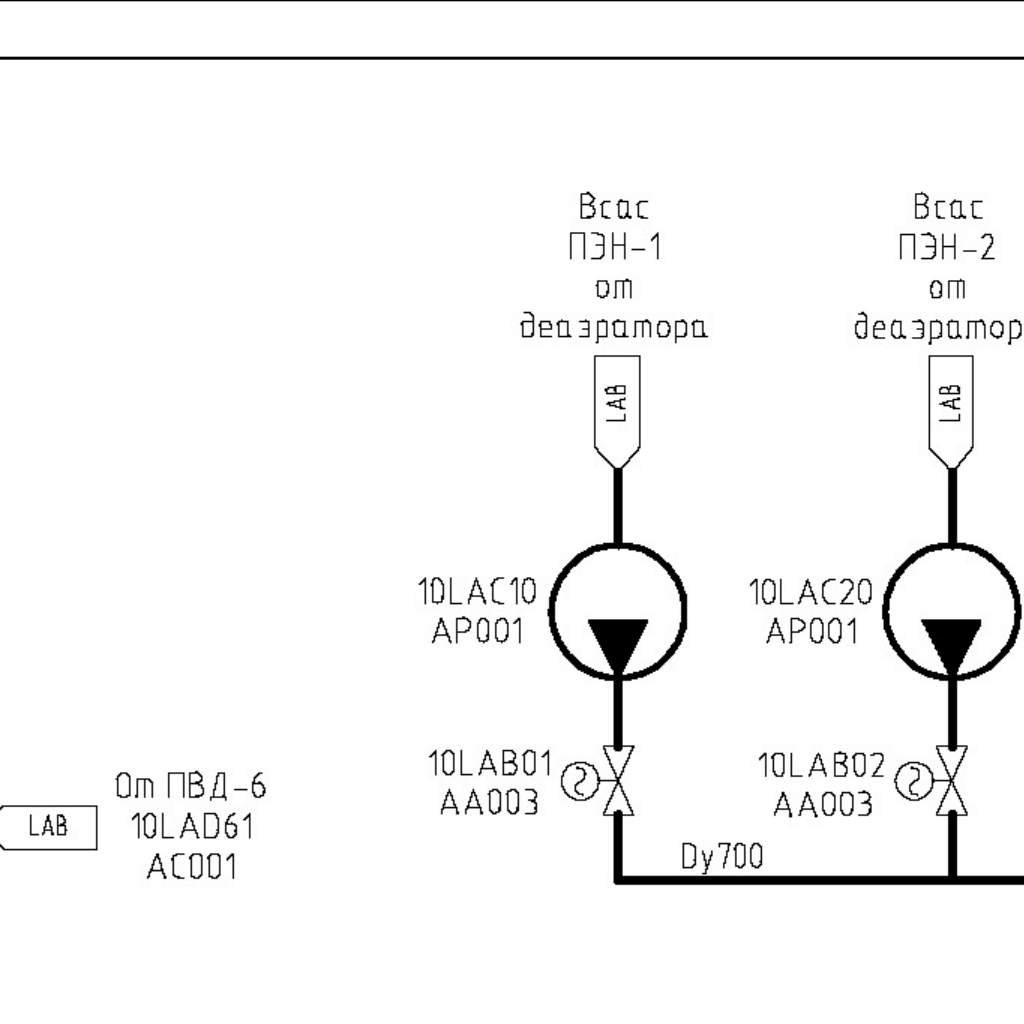 Всас
ПЭН-1
от
деаэратора
LAB
Всас
ПЭН-2
от
деаэратор
LAB
10LAC10
AP001
10LAC20
AP001
10LAB01
AA003
10LAB02
AA003
LAB
От ПВД-6
10LAD61
AC001
Dy700